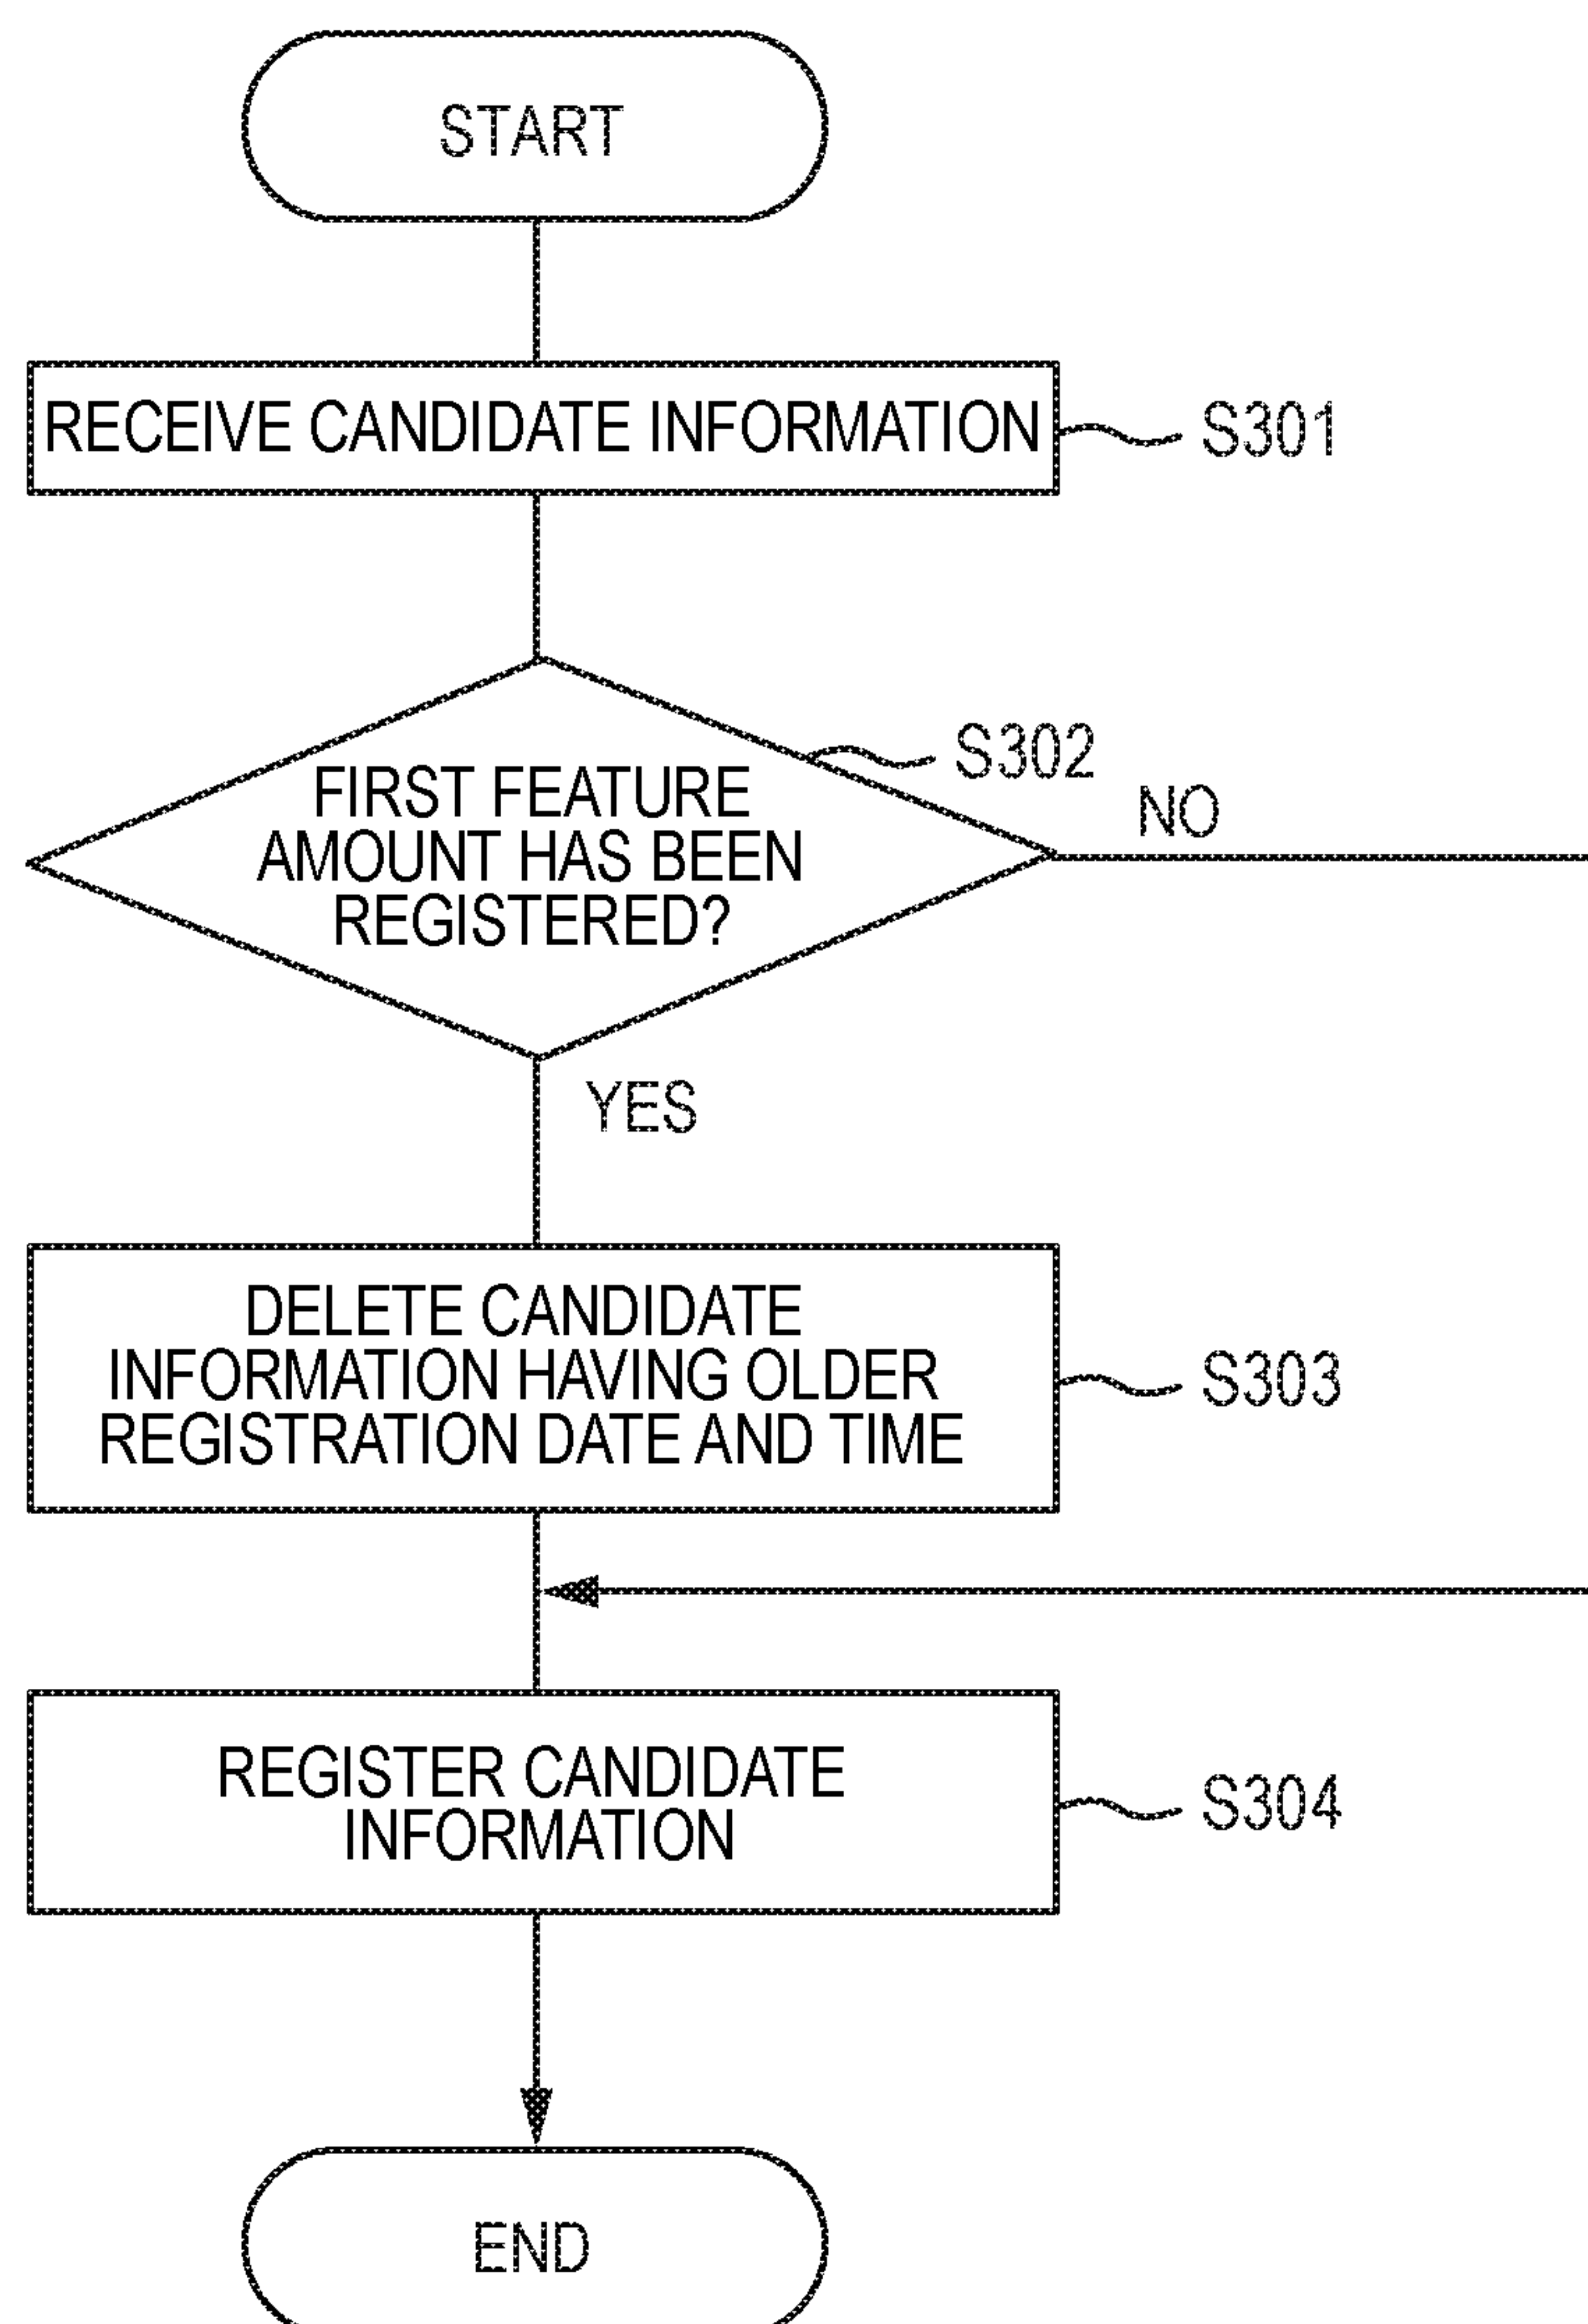 START
RECEIVE CANDIDATE INFORMATION
S301
S302
FIRST FEATURE
AMOUNT HAS BEEN
REGISTERED?
NO
YES
DELETE CANDIDATE
INFORMATION HAVING OLDER
REGISTRATION DATE AND TIME
S303
REGISTER CANDIDATE
INFORMATION
S304
END